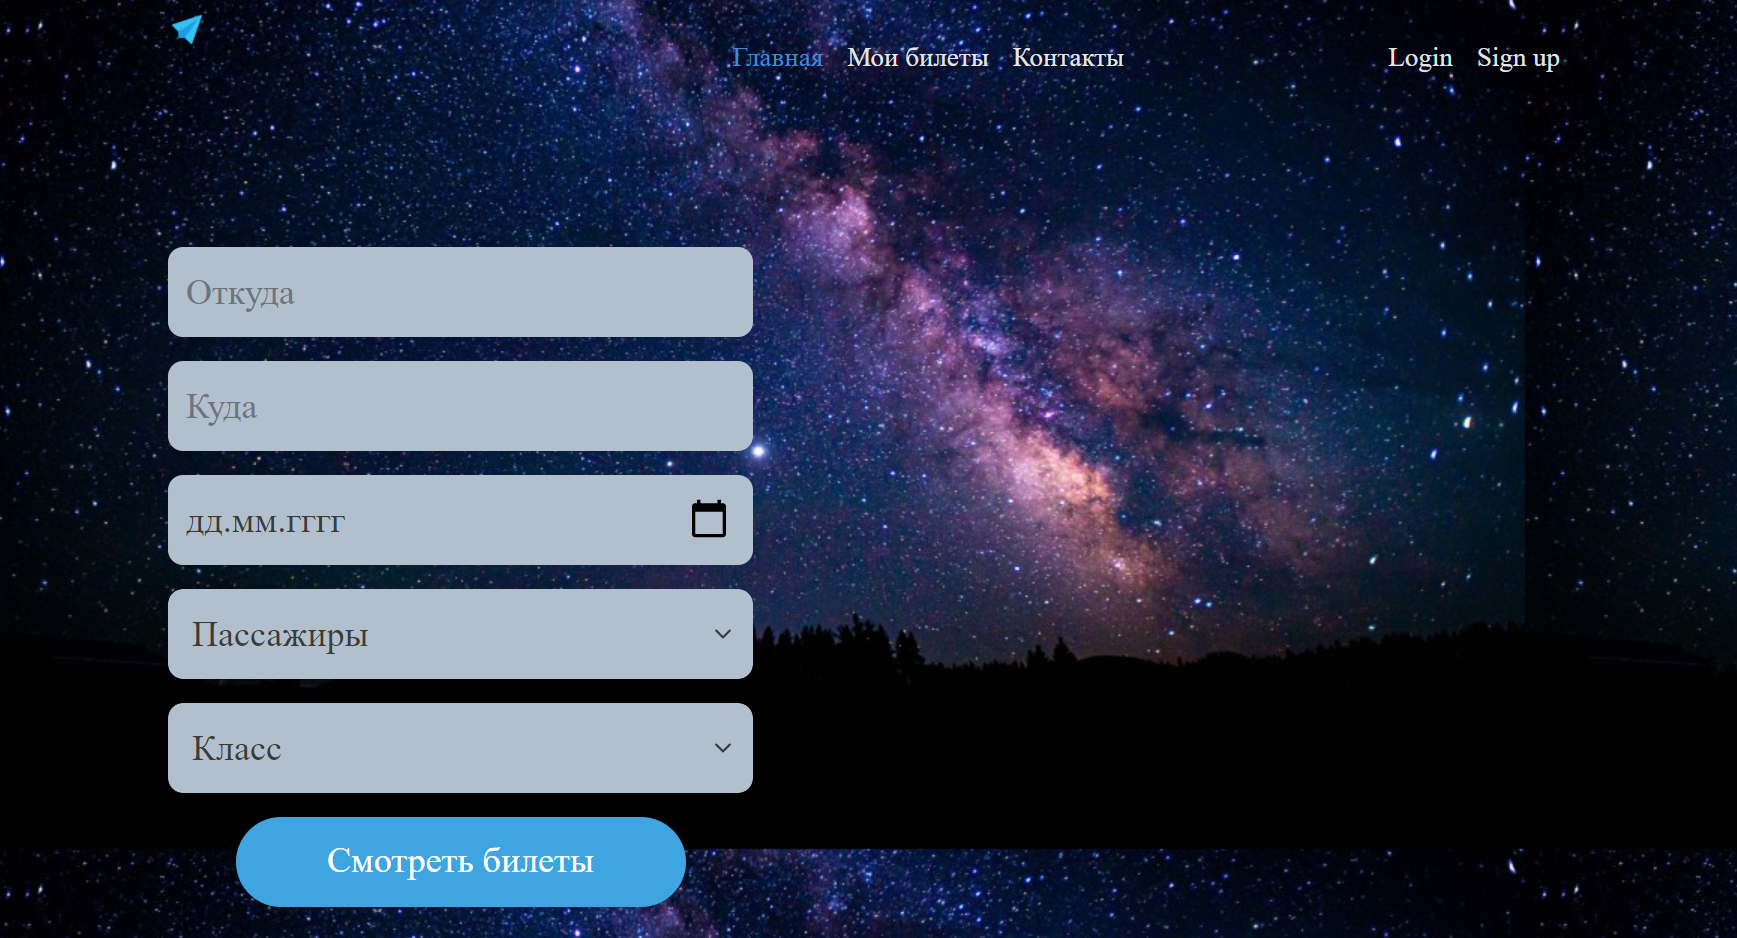 Главная Мои билеты Контакты Login Sign up
Откуда
Куда
дд.мм.гггг
Пассажиры
Класс
Смотреть билеты